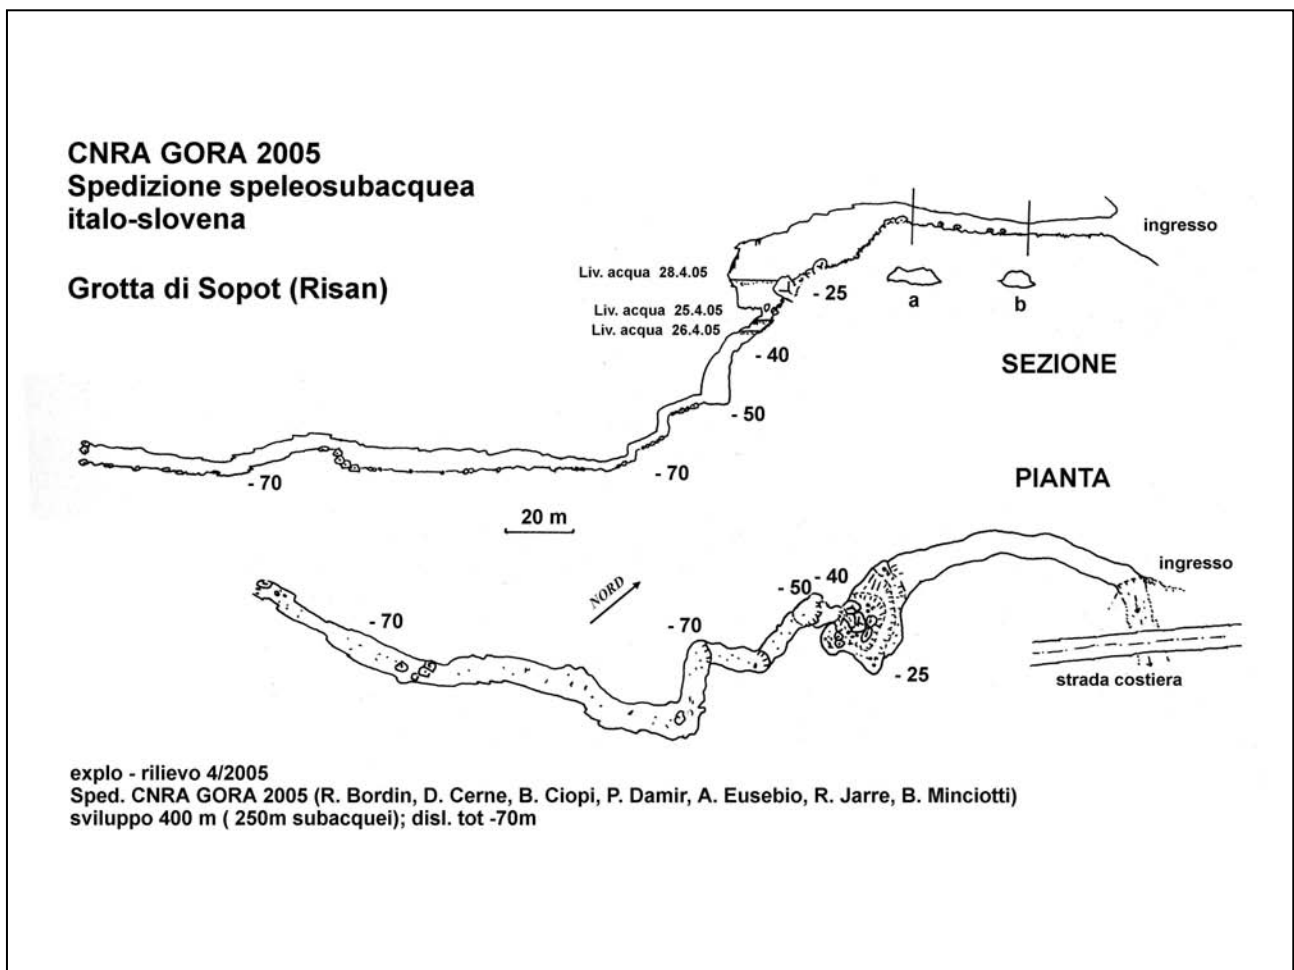 CNRA GORA 2005
Spedizione speleosubacquea
italo-slovena
Grotta di Sopot (Risan)
ingresso
Liv. acqua 28.4.05
- 25
a
b
Liv. acqua 25.4.05
Liv. acqua 26.4.05
- 40
SEZIONE
- 50
- 70
- 70
PIANTA
20 m
ingresso
- 40
- 50
NORD
- 70
- 70
- 25
strada costiera
explo - rilievo 4/2005
Sped. CNRA GORA 2005 (R. Bordin, D. Cerne, B. Ciopi, P. Damir, A. Eusebio, R. Jarre, B. Minciotti)
sviluppo 400 m ( 250m subacquei); disl. tot -70m